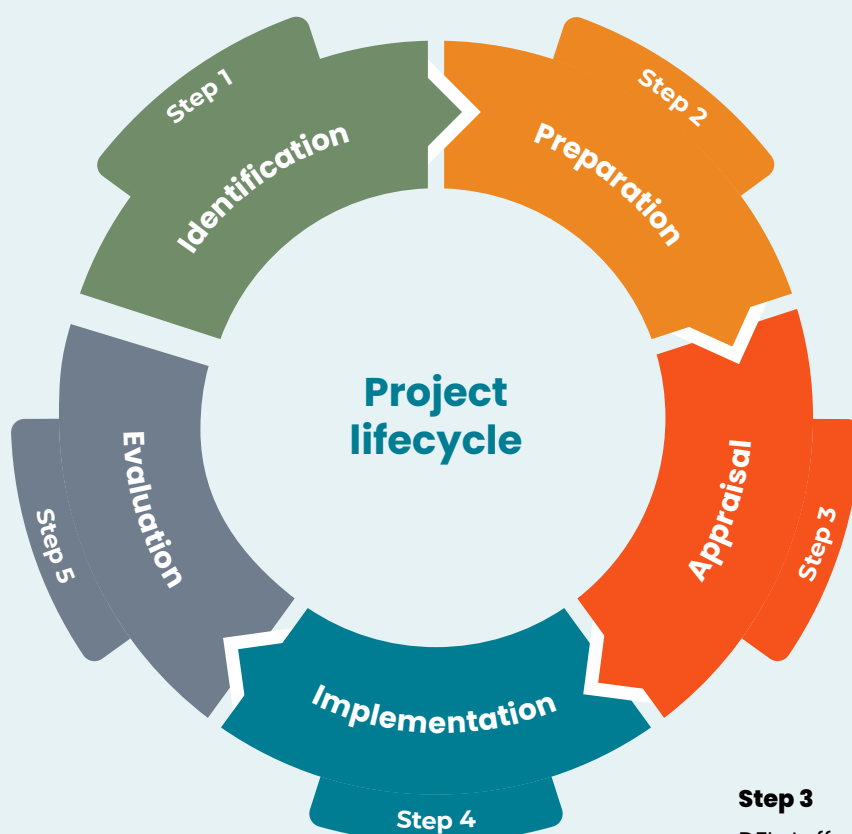 Step 1
Identification
Step 2
Preparation
Step 3
Appraisal
Step 4
Implementation
Step 5
Evaluation
Project
lifecycle
Step 3